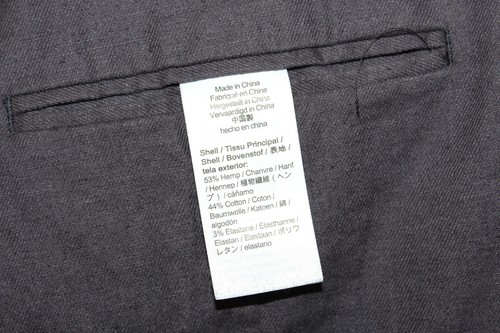 Made in China
Fabriqué en Chine
Hergestellt in China
Vervaardigd in China
中国製
hecho en china
Shell / Tissu Principal /
Shell / Bovenstof / 表地 /
tela exterior:
53% Hemp / Chanvre / Hanf
/ Hennep / 植物繊維 (ヘン
プ) / cáñamo
44% Cotton / Coton /
Baumwolle / Katoen / 綿 /
algodón
3% Elastane / Élasthanne /
Elastan / Elastaan / ポリウ
レタン / elastano